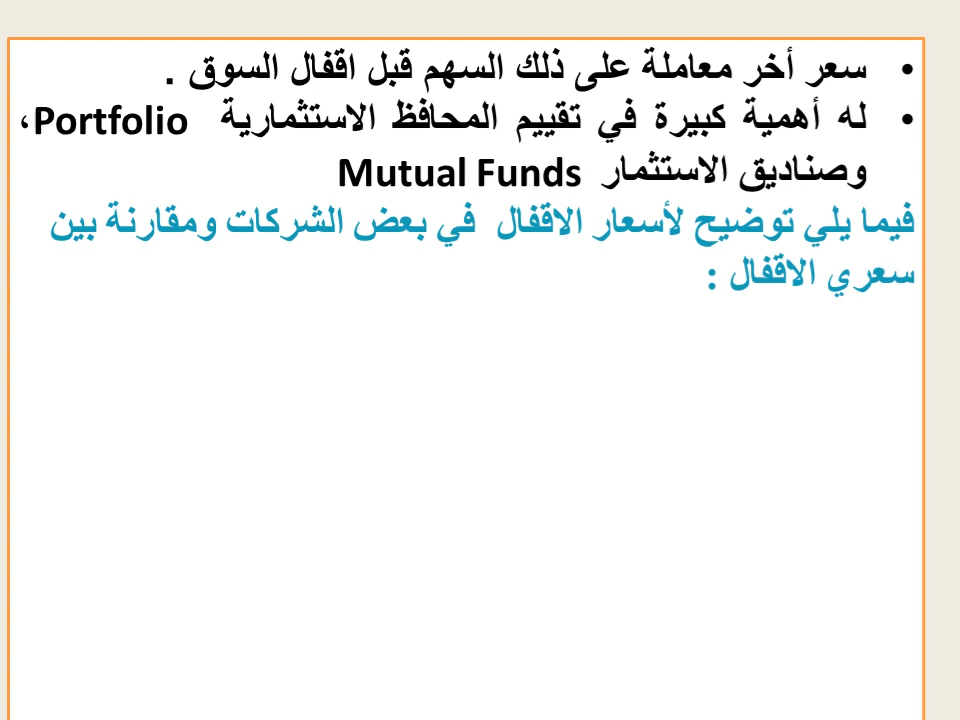 • سعر أخر معاملة على ذلك السهم قبل اقفال السوق .
• له أهمية كبيرة في تقييم المحافظ الاستثمارية Portfolio،
وصناديق الاستثمار Mutual Funds
فيما يلي توضيح لأسعار الاقفال في بعض الشركات ومقارنة بين
سعري الاقفال :